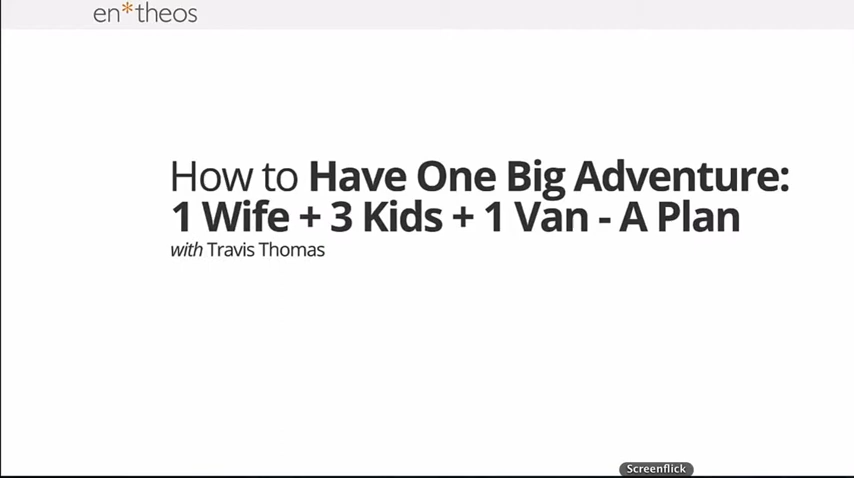 en*theos
How to Have One Big Adventure:
1 Wife + 3 Kids + 1 Van - A Plan
with Travis Thomas
Screenflick